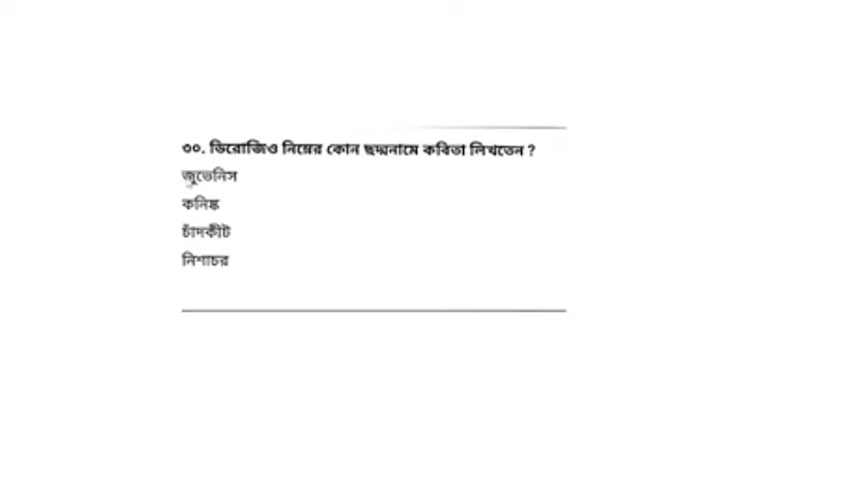 ৩০. ডিরোজিও নিম্নের কোন ছদ্মনামে কবিতা লিখতেন ?
জুভেনিস
কনিষ্ক
চাঁদকীট
নিশাচর